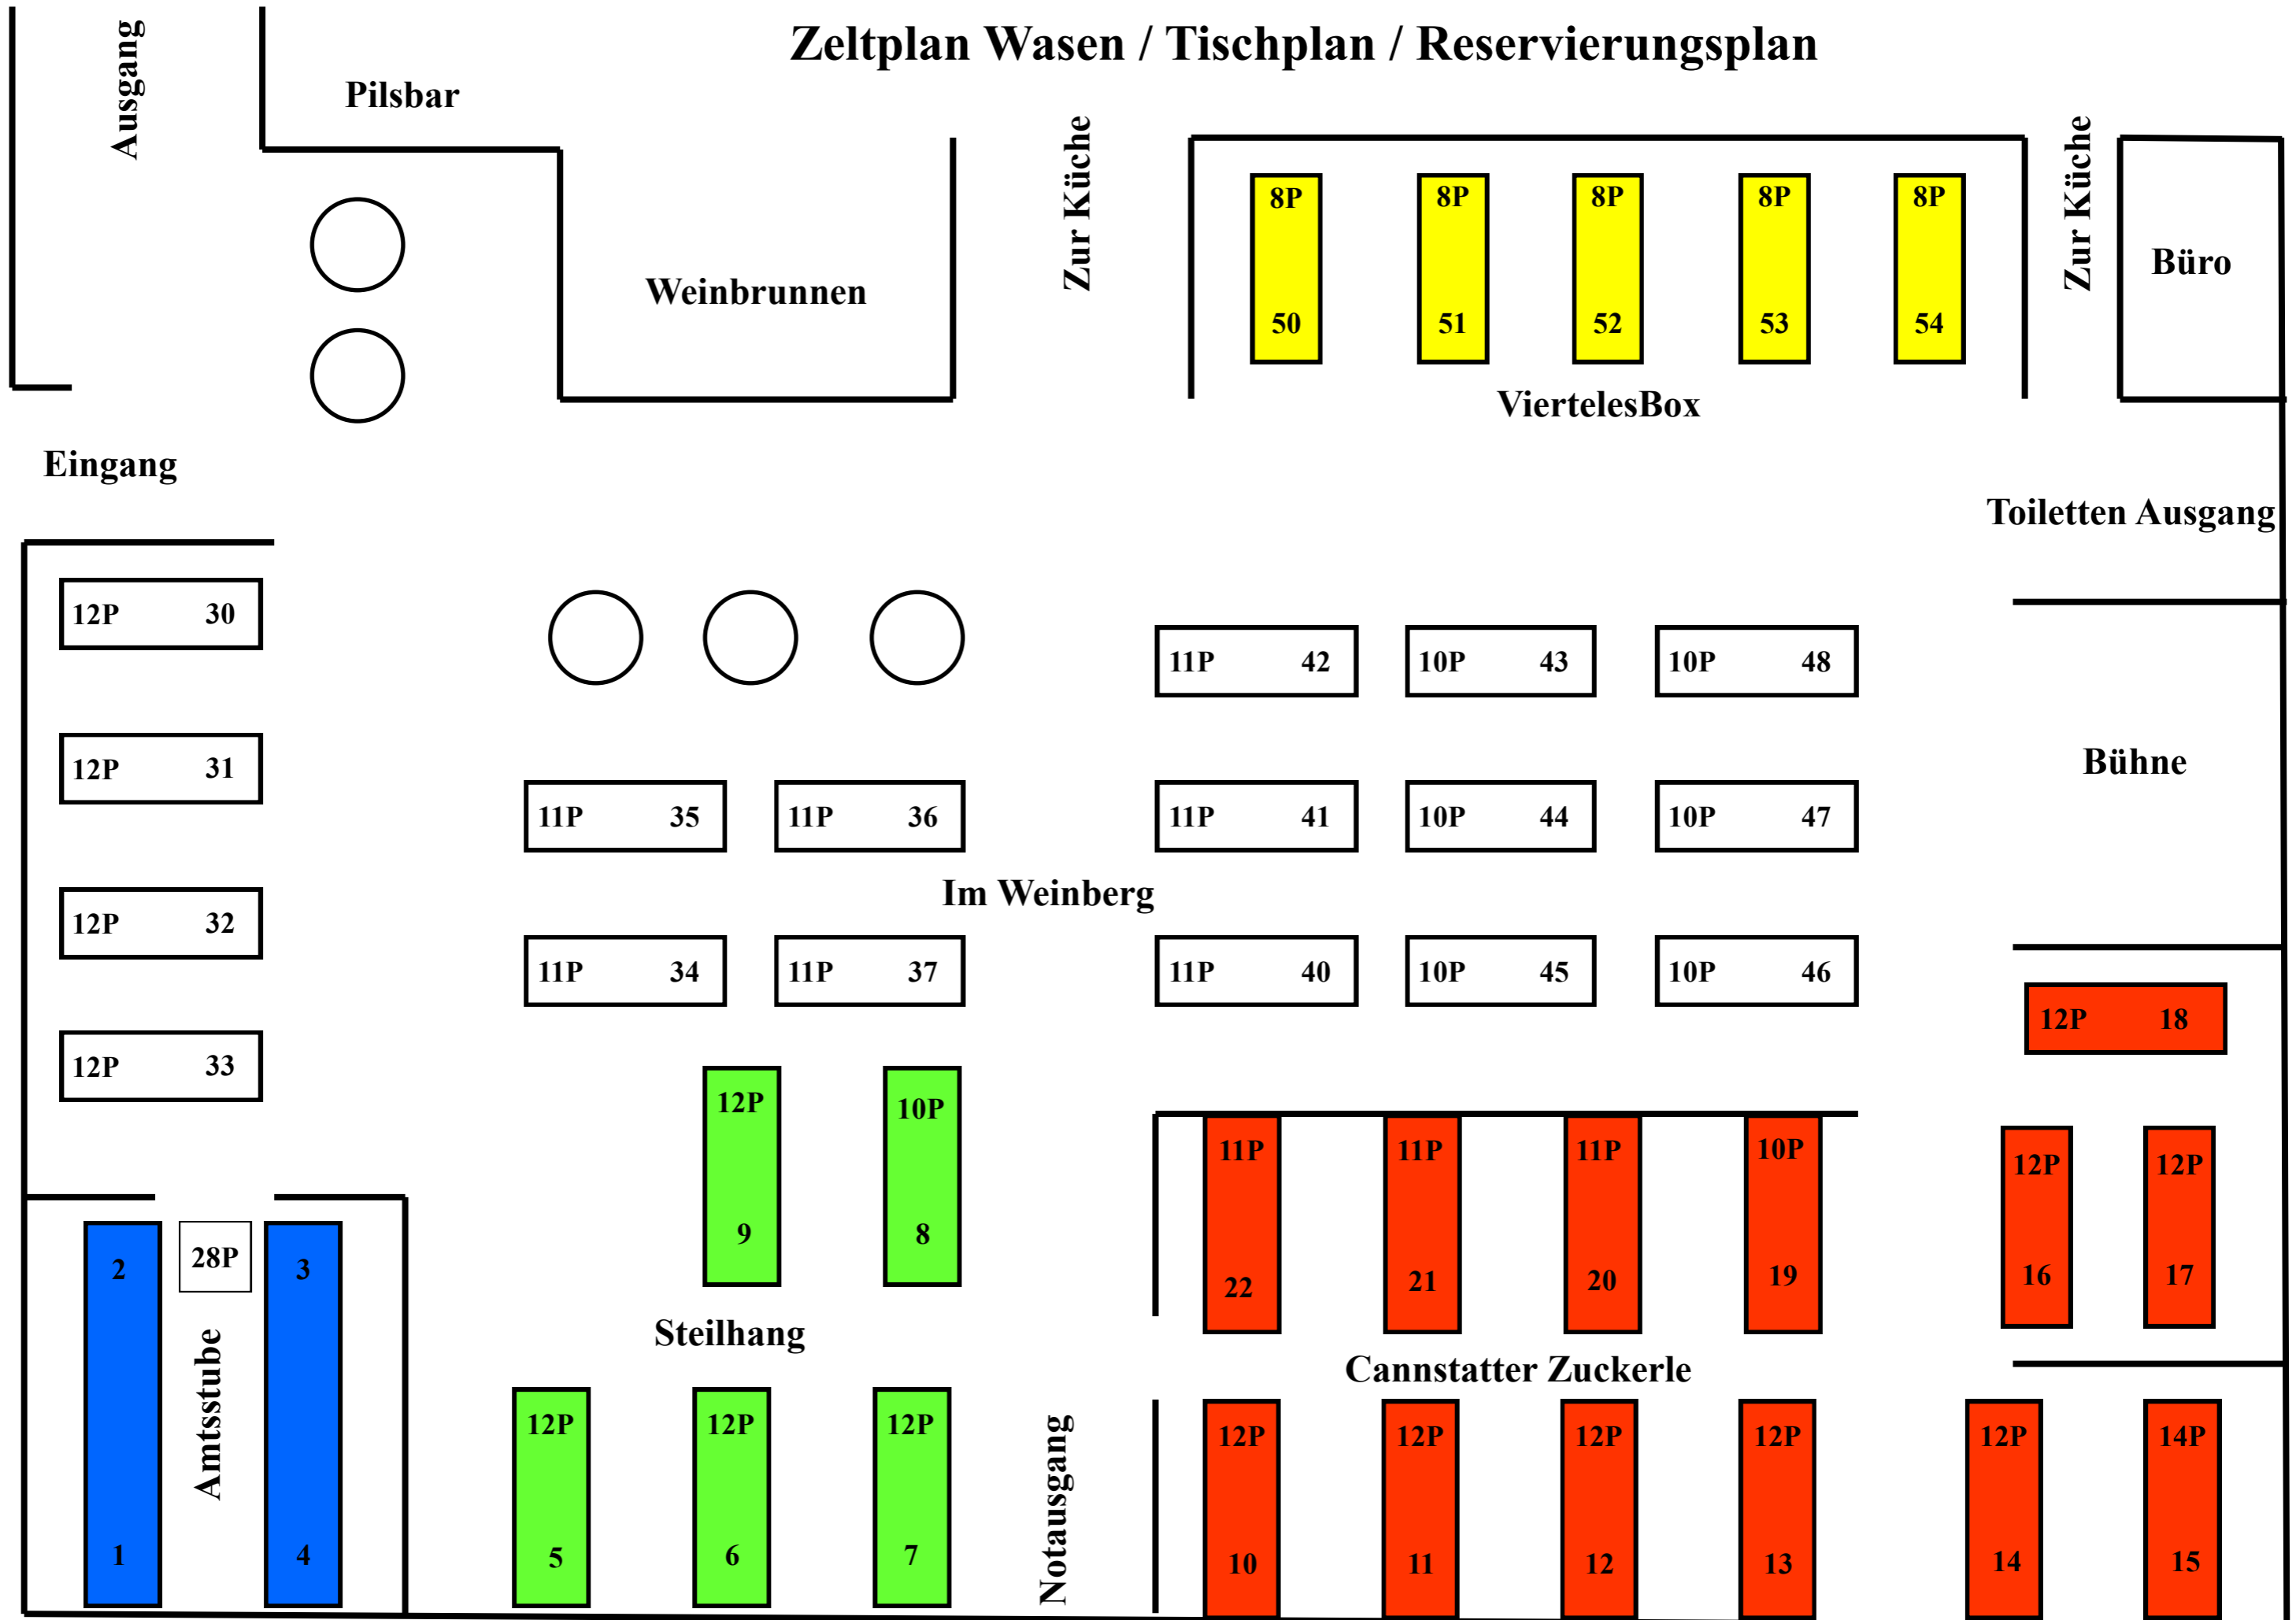 Zeltplan Wasen / Tischplan / Reservierungsplan
Ausgang
Pilsbar
Weinbrunnen
Zur Küche
8P 8P 8P 8P 8P
50 51 52 53 54
ViertelesBox
Zur Küche
Büro
Eingang
Toiletten Ausgang
12P 30
12P 31
12P 32
12P 33
11P 42 10P 43 10P 48
11P 35 11P 36 11P 41 10P 44 10P 47
Bühne
Im Weinberg
11P 34 11P 37 11P 40 10P 45 10P 46
12P 18
12P 10P
9 8
11P 11P 11P 10P
22 21 20 19
12P 12P
16 17
2 28P 3
Amtsstube
1 4
Steilhang
12P 12P 12P
5 6 7
Notausgang
Cannstatter Zuckerle
12P 12P 12P 12P 12P 14P
10 11 12 13 14 15